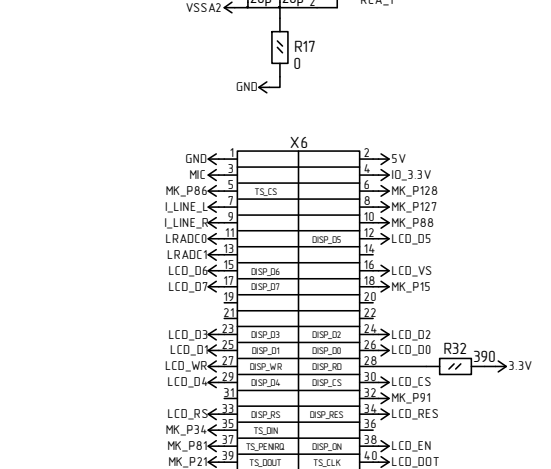 VSSA2
R17
0
GND
X6
GND 1 2 5V
MIC 3 4 IO_3.3V
MK_P86 5 TS_CS 6 MK_P128
I_LINE_L 7 8 MK_P127
I_LINE_R 9 10 MK_P88
LRADC0 11 DISP_D5 12 LCD_D5
LRADC1 13 14
LCD_D6 15 DISP_D6 16 LCD_VS
LCD_D7 17 DISP_D7 18 MK_P15
19 20
21 22
LCD_D3 23 DISP_D3 DISP_D2 24 LCD_D2
LCD_D1 25 DISP_D1 DISP_D0 26 LCD_D0
LCD_WR 27 DISP_WR DISP_RD 28 R32 390 3.3V
LCD_D4 29 DISP_D4 DISP_CS 30 LCD_CS
31 32 MK_P91
LCD_RS 33 DISP_RS DISP_RES 34 LCD_RES
MK_P34 35 TS_DIN 36
MK_P81 37 TS_PENIRQ DISP_ON 38 LCD_EN
MK_P21 39 TS_DOUT TS_CLK 40 LCD_DOT